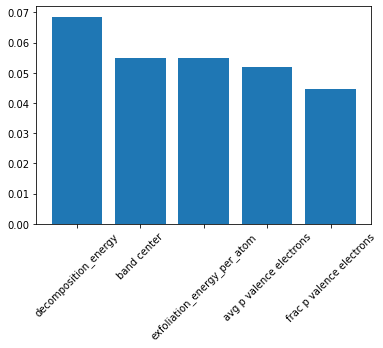 0.07
0.06
0.05
0.04
0.03
0.02
0.01
0.00
decomposition_energy
band center
exfoliation_energy_per_atom
avg p valence electrons
frac p valence electrons